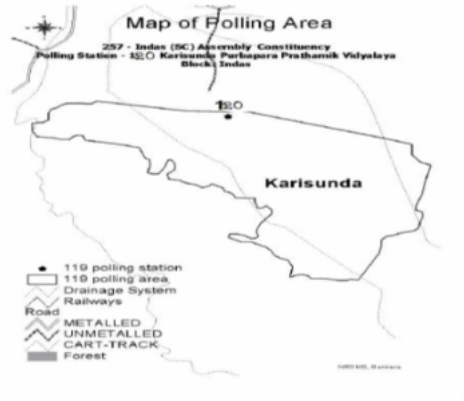 Map of Polling Area
257 - Indas (SC) Assembly Constituency
Polling Station - 120 Karisunda Purbapara Prathamik Vidyalaya
Block: Indas
120
Karisunda
119 polling station
119 polling area
Drainage System
Railways
Road
METALLED
UNMETALLED
CART-TRACK
Forest